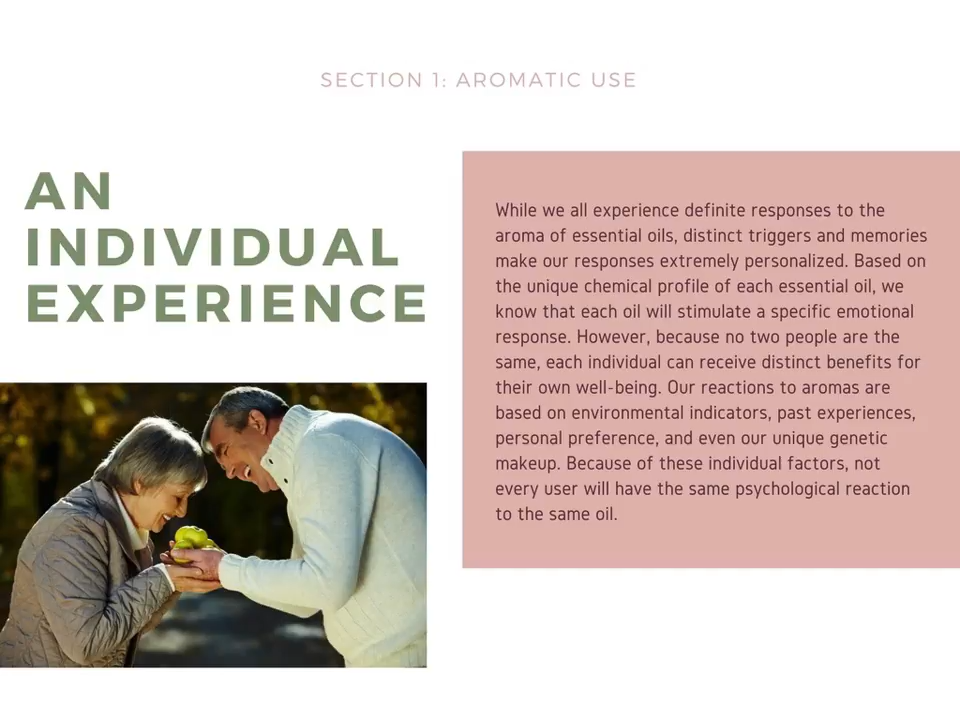 SECTION 1: AROMATIC USE
AN
INDIVIDUAL
EXPERIENCE
While we all experience definite responses to the
aroma of essential oils, distinct triggers and memories
make our responses extremely personalized. Based on
the unique chemical profile of each essential oil, we
know that each oil will stimulate a specific emotional
response. However, because no two people are the
same, each individual can receive distinct benefits for
their own well-being. Our reactions to aromas are
based on environmental indicators, past experiences,
personal preference, and even our unique genetic
makeup. Because of these individual factors, not
every user will have the same psychological reaction
to the same oil.